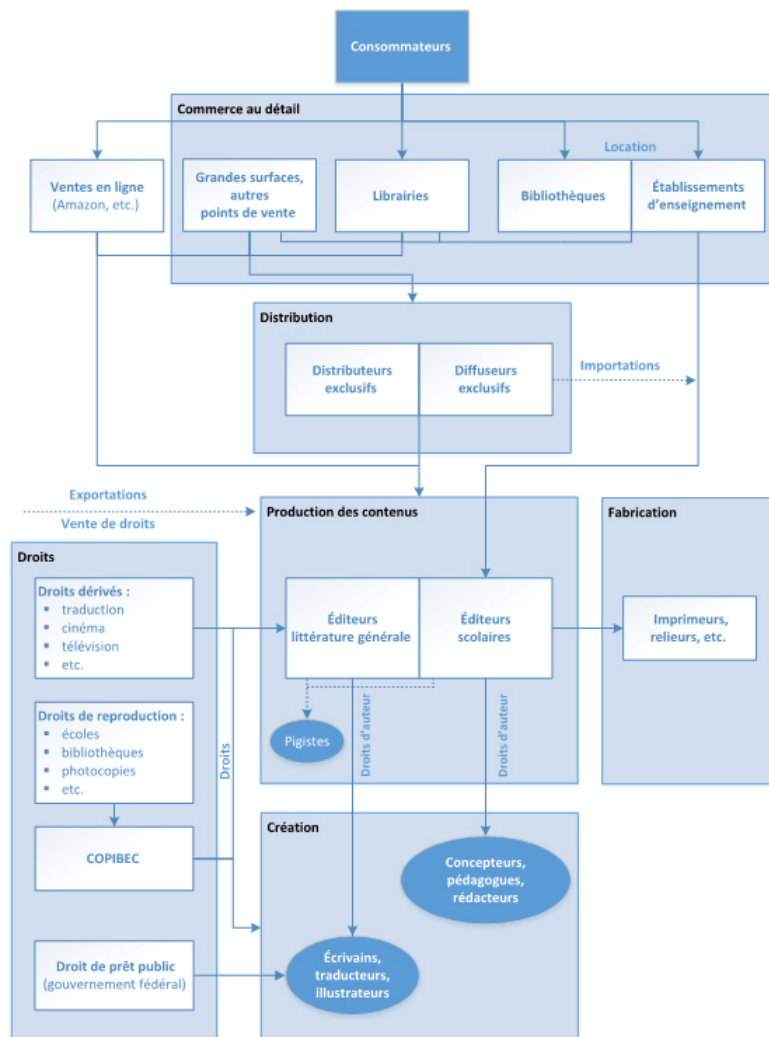 Consommateurs
Commerce au détail
Location
Ventes en ligne
(Amazon, etc.)
Grandes surfaces,
autres
points de vente
Librairies
Bibliothèques
Établissements
d'enseignement
Distribution
Distributeurs
exclusifs
Diffuseurs
exclusifs
Importations
Exportations
Vente de droits
Production des contenus
Fabrication
Droits
Droits dérivés :
▪ traduction
▪ cinéma
▪ télévision
▪ etc.
Éditeurs
littérature générale
Éditeurs
scolaires
Imprimeurs,
relieurs, etc.
Droits de reproduction :
▪ écoles
▪ bibliothèques
▪ photocopies
▪ etc.
Droits
Pigistes
Droits d'auteur
Droits d'auteur
COPIBEC
Création
Concepteurs,
pédagogues,
rédacteurs
Droit de prêt public
(gouvernement fédéral)
Écrivains,
traducteurs,
illustrateurs